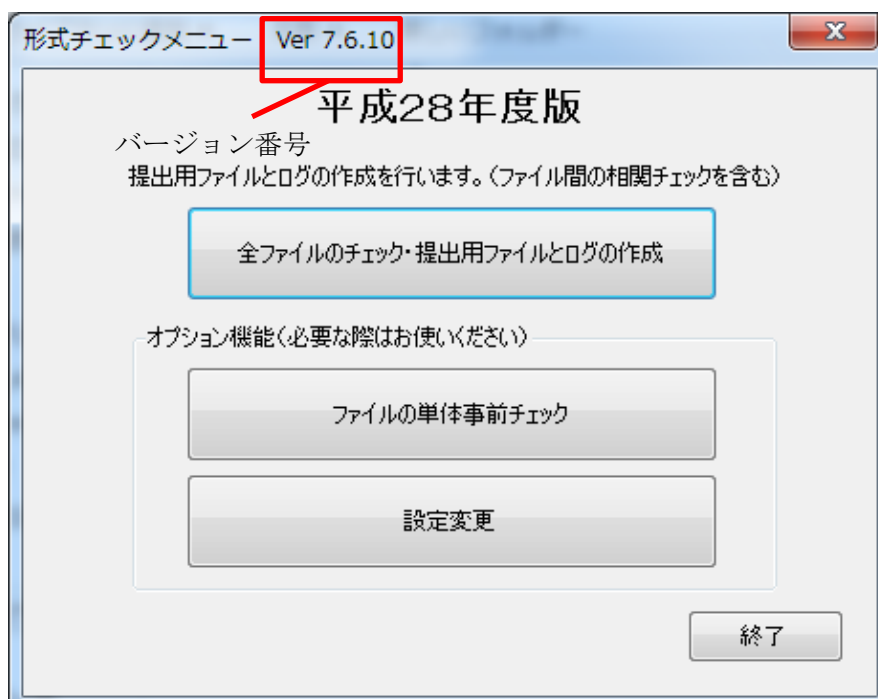 形式チェックメニュー Ver 7.6.10
平成28年度版
バージョン番号
提出用ファイルとログの作成を行います。(ファイル間の相関チェックを含む)
全ファイルのチェック・提出用ファイルとログの作成
オプション機能(必要な際はお使いください)
ファイルの単体事前チェック
設定変更
終了